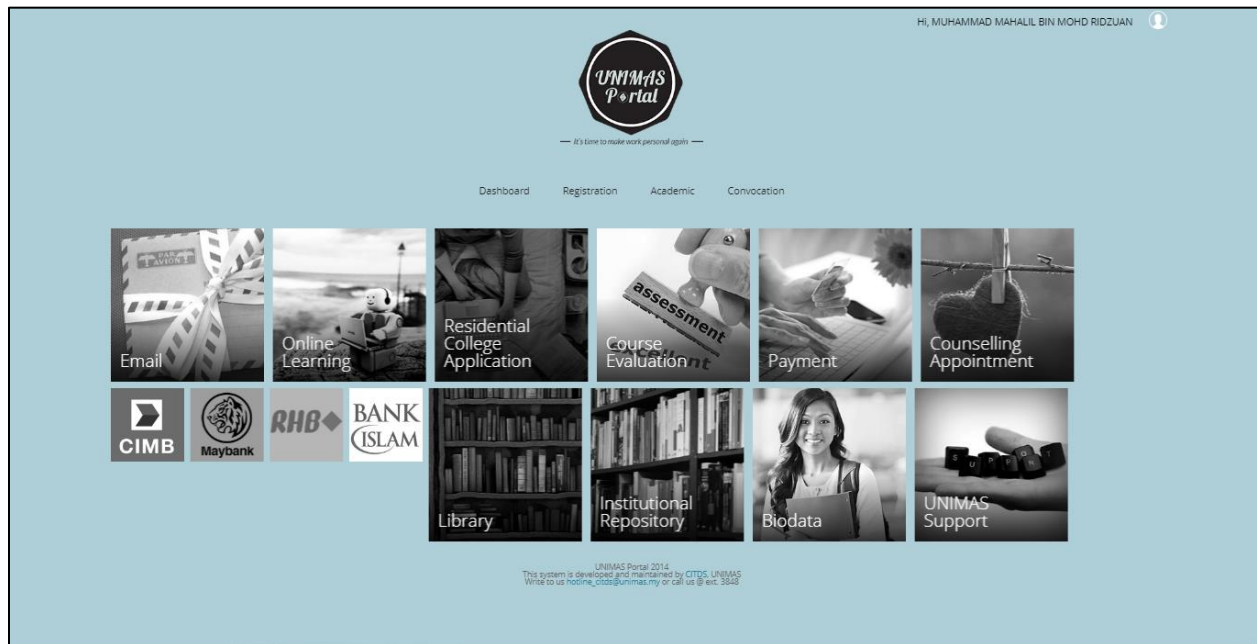 Hi, MUHAMMAD MAHALIL BIN MOHD RIDZUAN
UNIMAS
Portal
It's time to make work personal again
Dashboard Registration Academic Convocation
PAR
AVION
assessment
Email
Online
Learning
Residential
College
Application
Course
Evaluation
Payment
Counselling
Appointment
CIMB
Maybank
RHB
BANK
ISLAM
Library
Institutional
Repository
Biodata
SUPPORT
UNIMAS
Support
UNIMAS Portal 2014
This system is developed and maintained by CITDS, UNIMAS
Write to us hotline_citds@unimas.my or call us @ ext. 3848